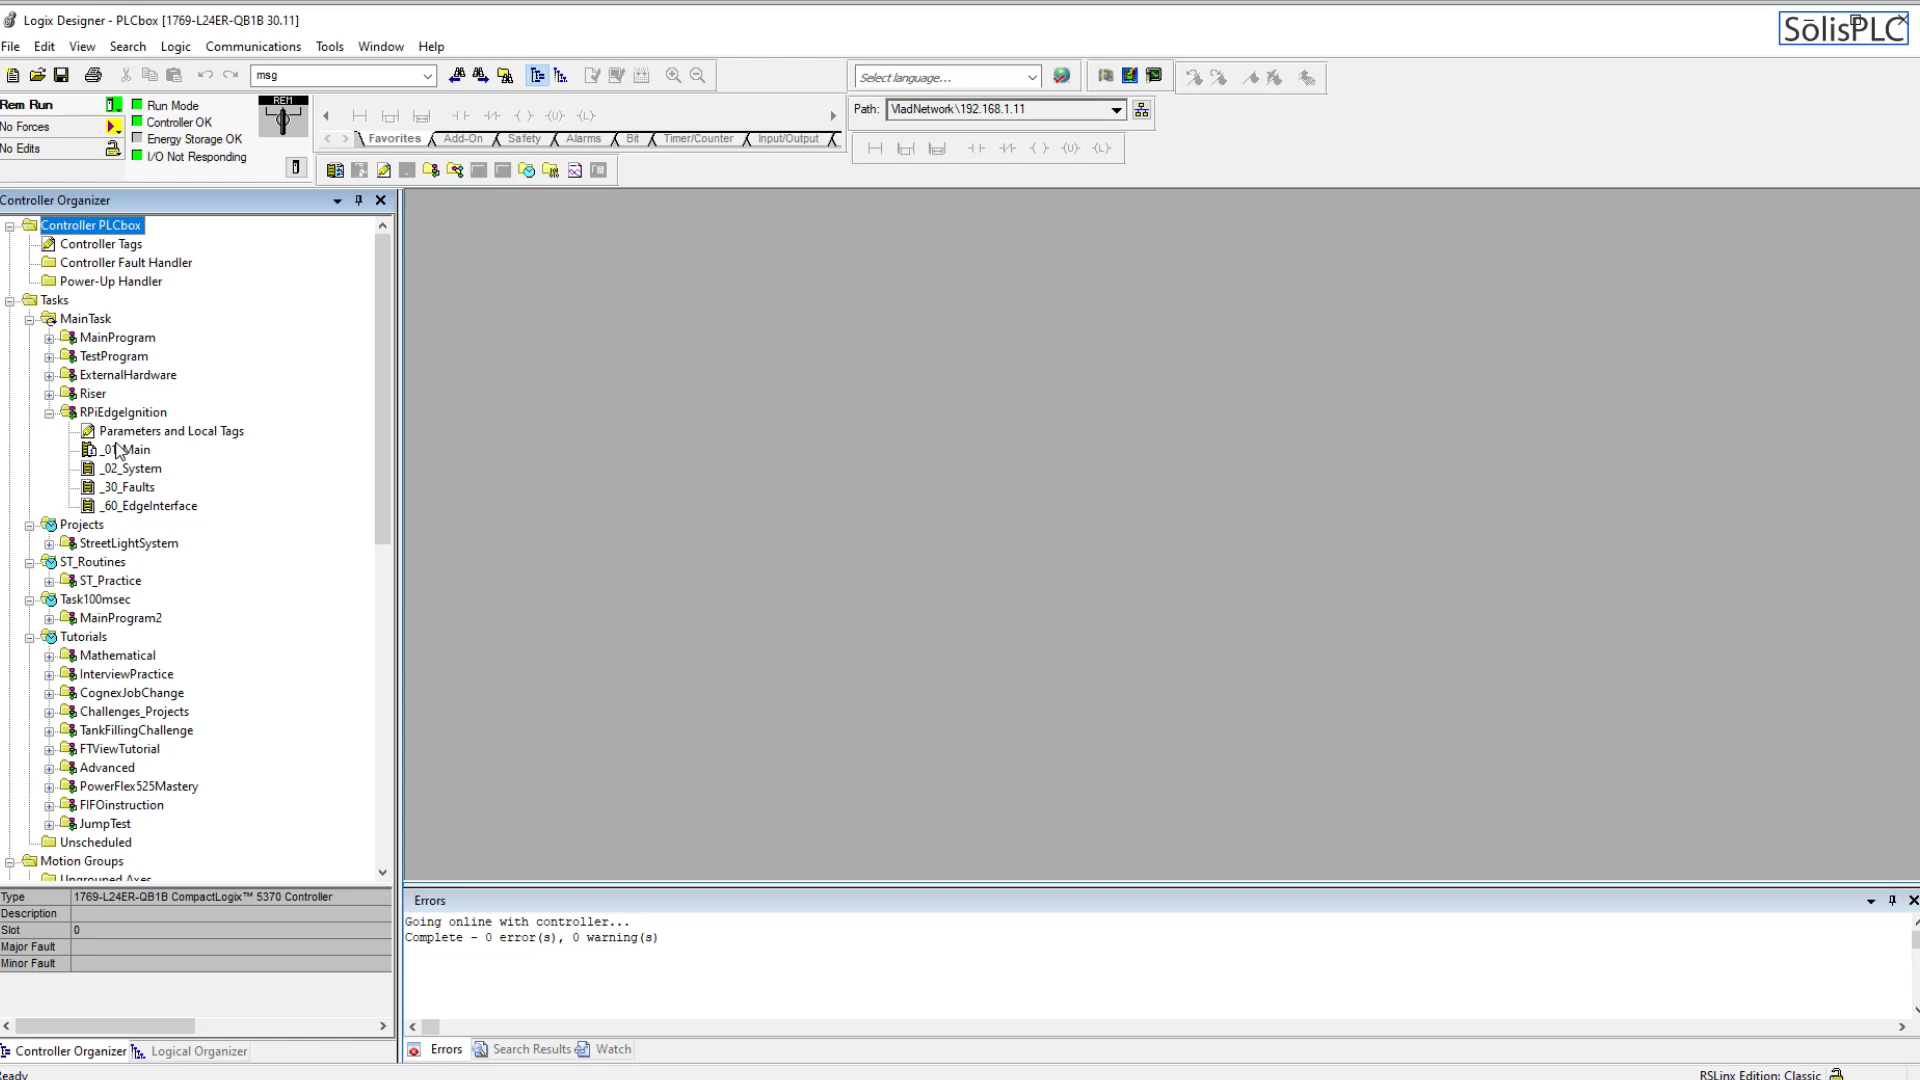 Logix Designer - PLCbox [1769-L24ER-QB1B 30.11]
SolisPLC
File Edit View Search Logic Communications Tools Window Help
msg
Select language...
Rem Run
No Forces
No Edits
Run Mode
Controller OK
Energy Storage OK
I/O Not Responding
REM
Favorites Add-On Safety Alarms Bit Timer/Counter Input/Output
Path: VladNetwork\192.168.1.11
Controller Organizer
Controller PLCbox
Controller Tags
Controller Fault Handler
Power-Up Handler
Tasks
MainTask
MainProgram
TestProgram
ExternalHardware
Riser
RPiEdgeIgnition
Parameters and Local Tags
_01_Main
_02_System
_30_Faults
_60_EdgeInterface
Projects
StreetLightSystem
ST_Routines
ST_Practice
Task100msec
MainProgram2
Tutorials
Mathematical
InterviewPractice
CognexJobChange
Challenges_Projects
TankFillingChallenge
FTViewTutorial
Advanced
PowerFlex525Mastery
FIFOinstruction
JumpTest
Unscheduled
Motion Groups
Ungrouped Axes
Type 1769-L24ER-QB1B CompactLogix™ 5370 Controller
Description
Slot 0
Major Fault
Minor Fault
Controller Organizer Logical Organizer
Errors
Going online with controller...
Complete - 0 error(s), 0 warning(s)
Errors Search Results Watch
Ready
RSLinx Edition: Classic